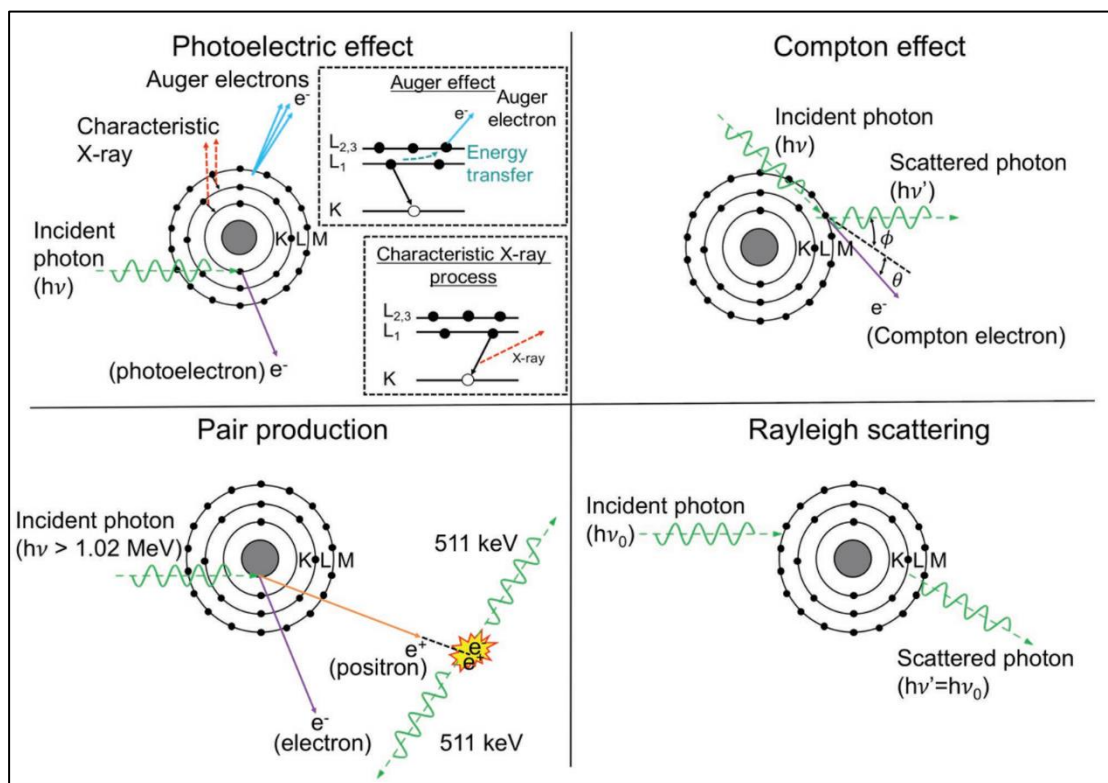 Photoelectric effect
Auger electrons
e-
Characteristic
X-ray
Incident
photon
(hν)
K L M
(photoelectron) e-
Auger effect
Auger
electron
e-
L2,3
L1
Energy
transfer
K
Characteristic X-ray
process
L2,3
L1
X-ray
K
Compton effect
Incident photon
(hν)
Scattered photon
(hν')
K L M
ϕ
θ
e-
(Compton electron)
Pair production
Incident photon
(hν > 1.02 MeV)
K L M
511 keV
e+
(positron)
e-
e+
e-
(electron)
511 keV
Rayleigh scattering
Incident photon
(hν0)
K L M
Scattered photon
(hν'=hν0)